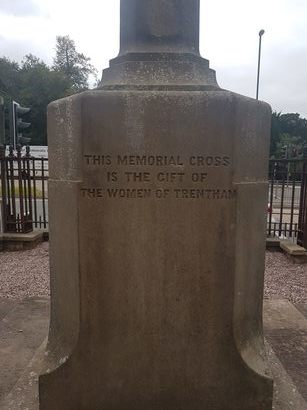 THIS MEMORIAL CROSS
IS THE GIFT OF
THE WOMEN OF TRENTHAM